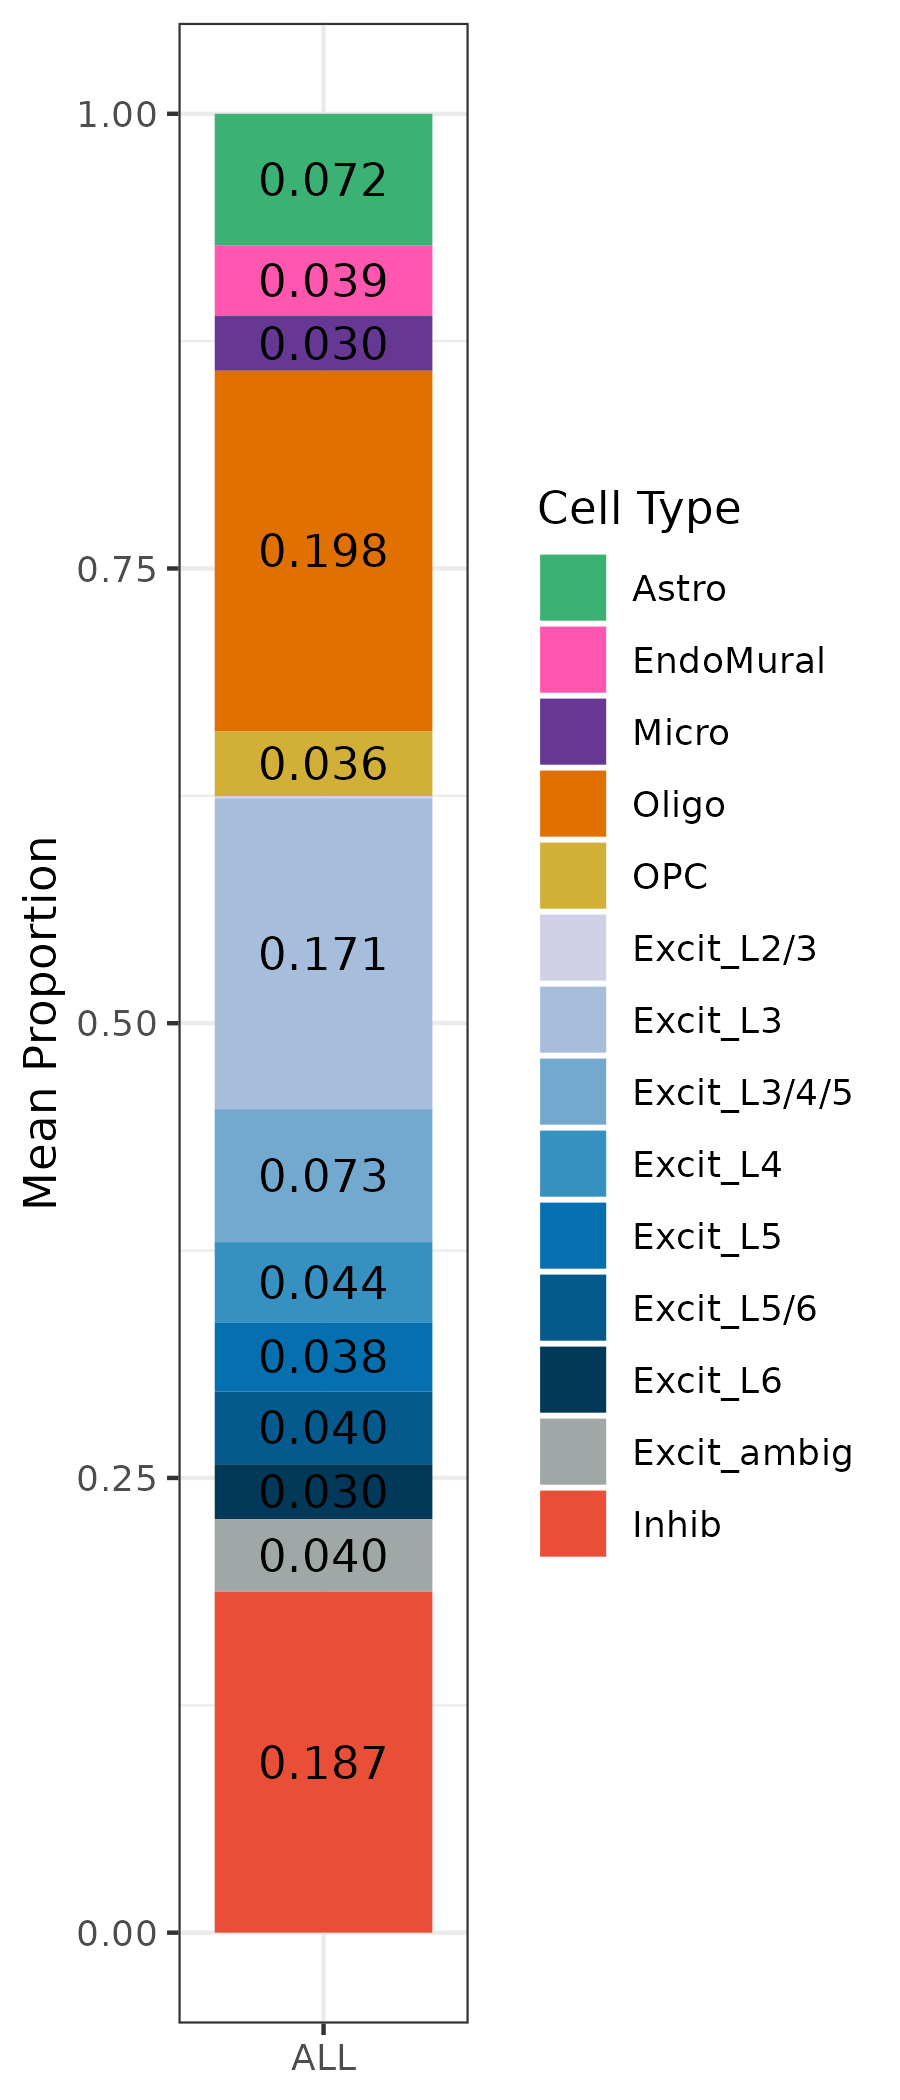 1.00
0.75
0.50
0.25
0.00
Mean Proportion
0.072
0.039
0.030
0.198
0.036
0.171
0.073
0.044
0.038
0.040
0.030
0.040
0.187
ALL
Cell Type
Astro
EndoMural
Micro
Oligo
OPC
Excit_L2/3
Excit_L3
Excit_L3/4/5
Excit_L4
Excit_L5
Excit_L5/6
Excit_L6
Excit_ambig
Inhib